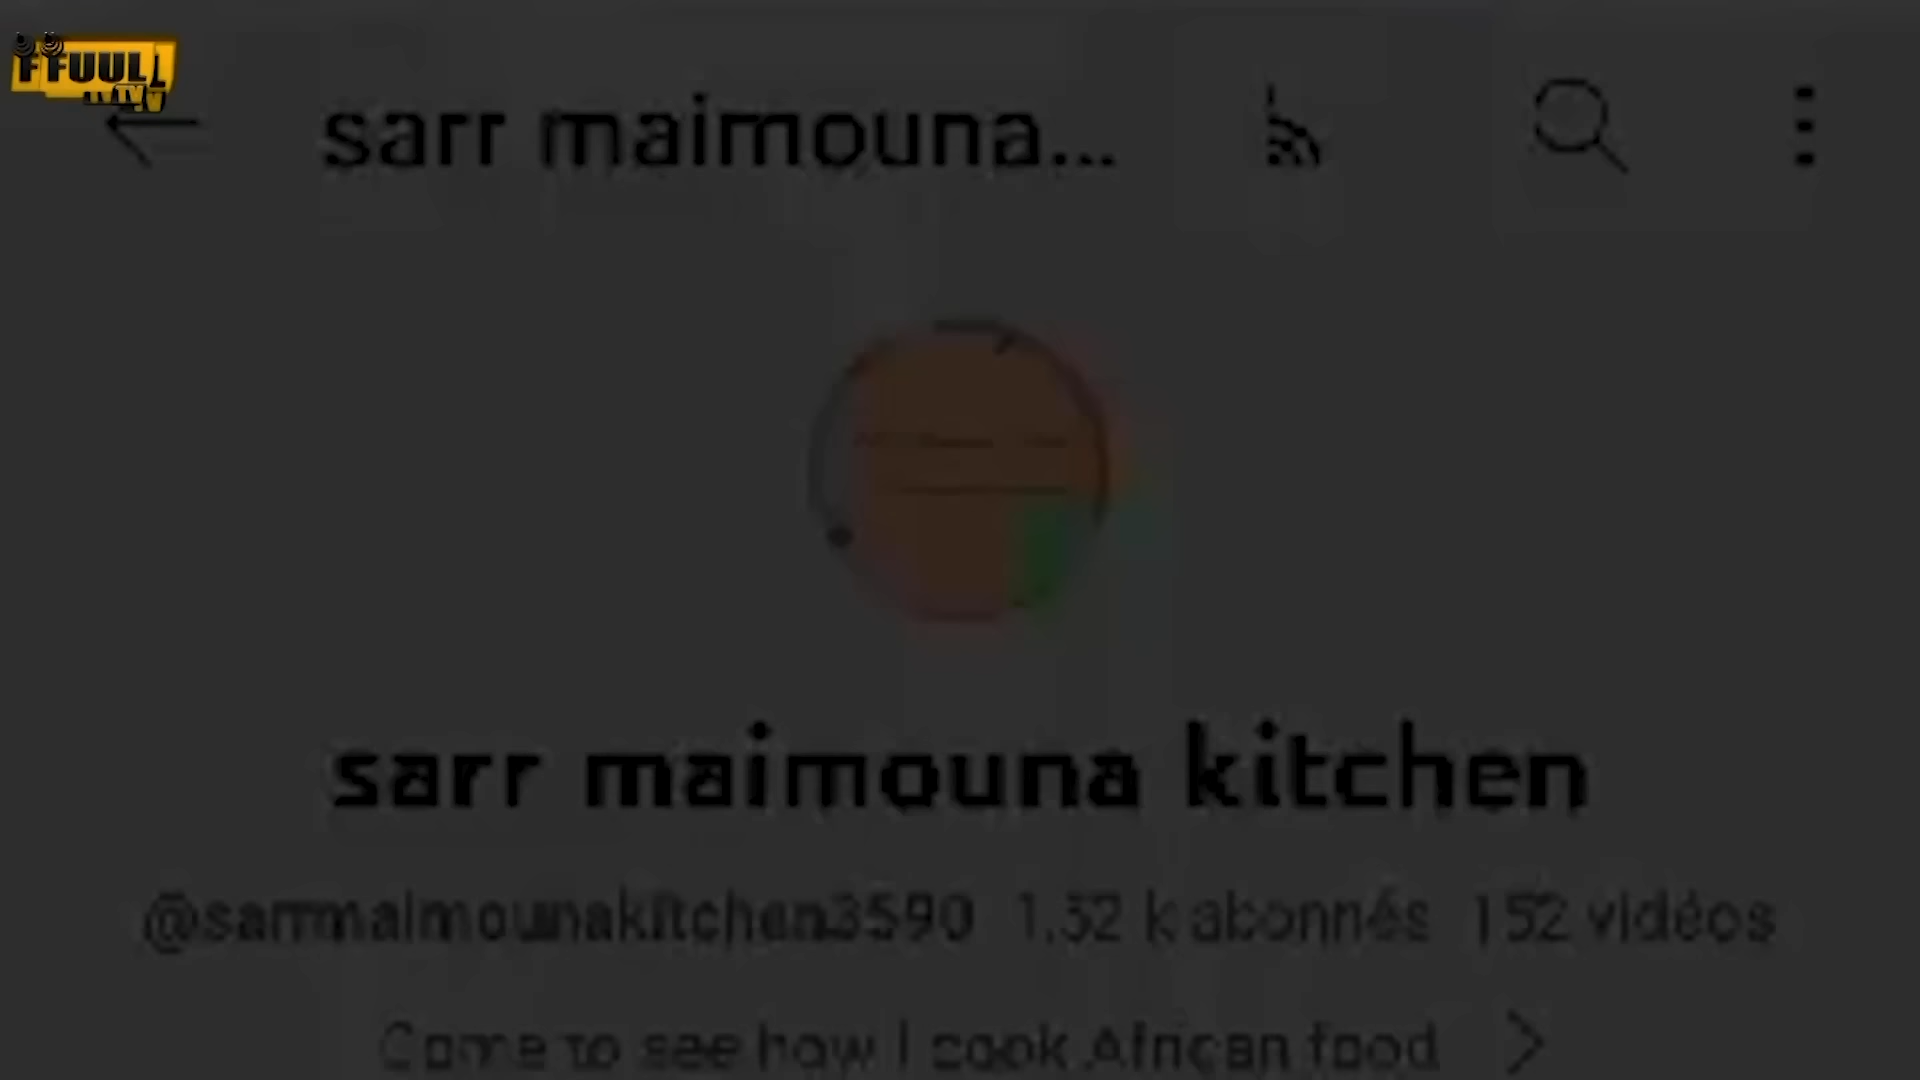 FFUULL
TV
sarr maimouna...
sarr maimouna kitchen
@sarrmaimounakitchen3590 1.32 k abonnés 152 vidéos
Come to see how I cook African food